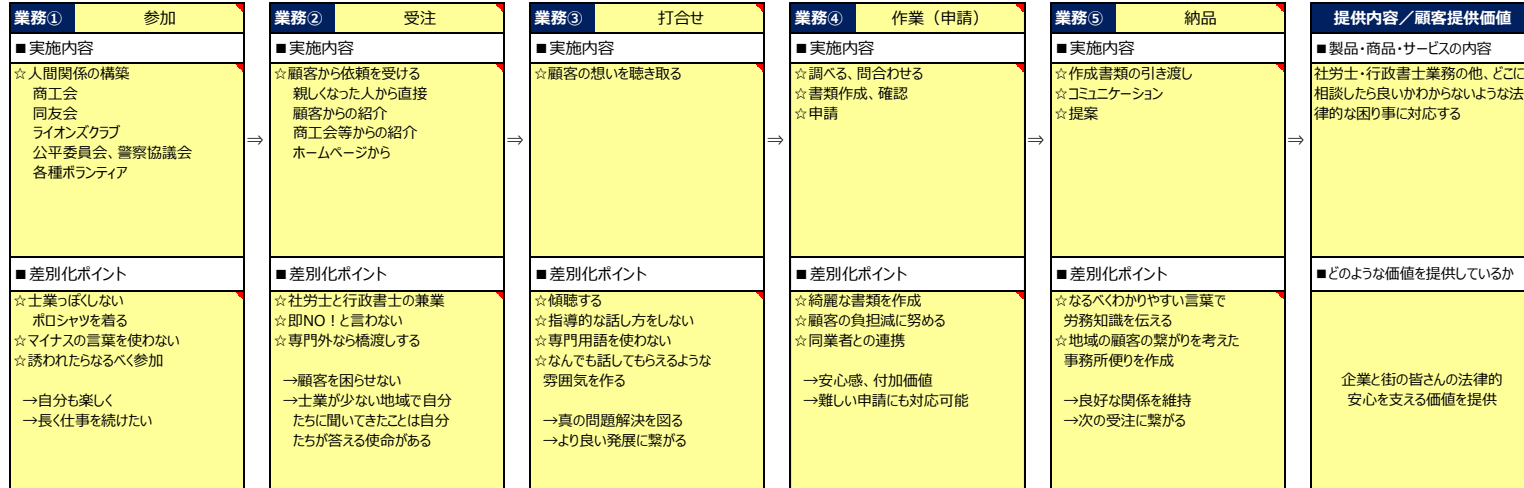 業務① 参加
■実施内容
☆人間関係の構築
商工会
同友会
ライオンズクラブ
公平委員会、警察協議会
各種ボランティア
■差別化ポイント
☆士業っぽくしない
ポロシャツを着る
☆マイナスの言葉を使わない
☆誘われたらなるべく参加
→自分も楽しく
→長く仕事を続けたい
⇒
業務② 受注
■実施内容
☆顧客から依頼を受ける
親しくなった人から直接
顧客からの紹介
商工会等からの紹介
ホームページから
■差別化ポイント
☆社労士と行政書士の兼業
☆即NO！と言わない
☆専門外なら橋渡しする
→顧客を困らせない
→士業が少ない地域で自分
たちに聞いてきたことは自分
たちが答える使命がある
⇒
業務③ 打合せ
■実施内容
☆顧客の想いを聴き取る
■差別化ポイント
☆傾聴する
☆指導的な話し方をしない
☆専門用語を使わない
☆なんでも話してもらえるような
雰囲気を作る
→真の問題解決を図る
→より良い発展に繋がる
⇒
業務④ 作業（申請）
■実施内容
☆調べる、問合わせる
☆書類作成、確認
☆申請
■差別化ポイント
☆綺麗な書類を作成
☆顧客の負担減に努める
☆同業者との連携
→安心感、付加価値
→難しい申請にも対応可能
⇒
業務⑤ 納品
■実施内容
☆作成書類の引き渡し
☆コミュニケーション
☆提案
■差別化ポイント
☆なるべくわかりやすい言葉で
労務知識を伝える
☆地域の顧客の繋がりを考えた
事務所便りを作成
→良好な関係を維持
→次の受注に繋がる
⇒
提供内容／顧客提供価値
■製品・商品・サービスの内容
社労士・行政書士業務の他、どこに
相談したら良いかわからないような法
律的な困り事に対応する
■どのような価値を提供しているか
企業と街の皆さんの法律的
安心を支える価値を提供